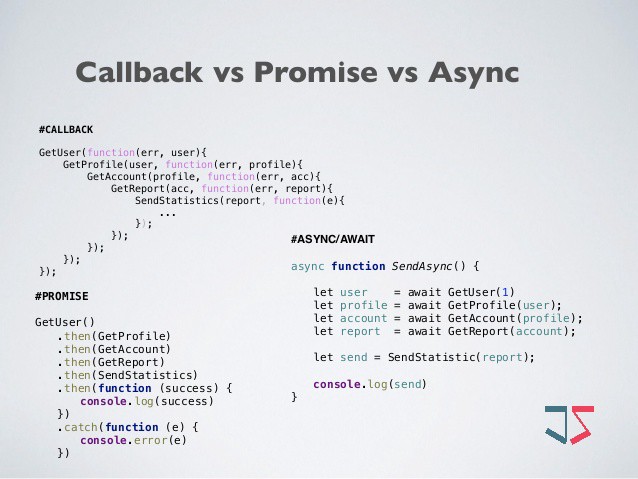 Callback vs Promise vs Async
#CALLBACK
GetUser(function(err, user){
GetProfile(user, function(err, profile){
GetAccount(profile, function(err, acc){
GetReport(acc, function(err, report){
SendStatistics(report, function(e){
...
});
});
});
});
});
#PROMISE
GetUser()
.then(GetProfile)
.then(GetAccount)
.then(GetReport)
.then(SendStatistics)
.then(function (success) {
console.log(success)
})
.catch(function (e) {
console.error(e)
})
#ASYNC/AWAIT
async function SendAsync() {
let user    = await GetUser(1)
let profile = await GetProfile(user);
let account = await GetAccount(profile);
let report  = await GetReport(account);
let send = SendStatistic(report);
console.log(send)
}
JS